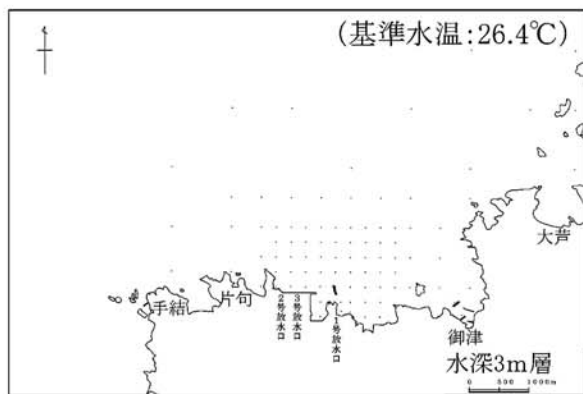 (基準水温:26.4℃)
大芦
手結
片句
2号放水口
3号放水口
1号放水口
御津
水深3m層
0 500 1000m